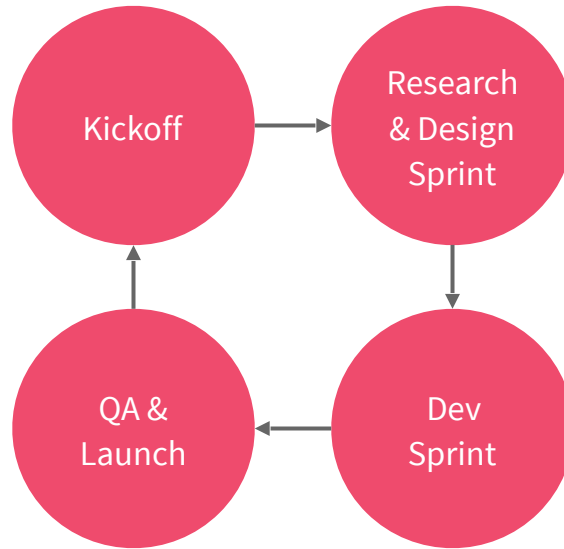 Kickoff
Research
& Design
Sprint
QA &
Launch
Dev
Sprint